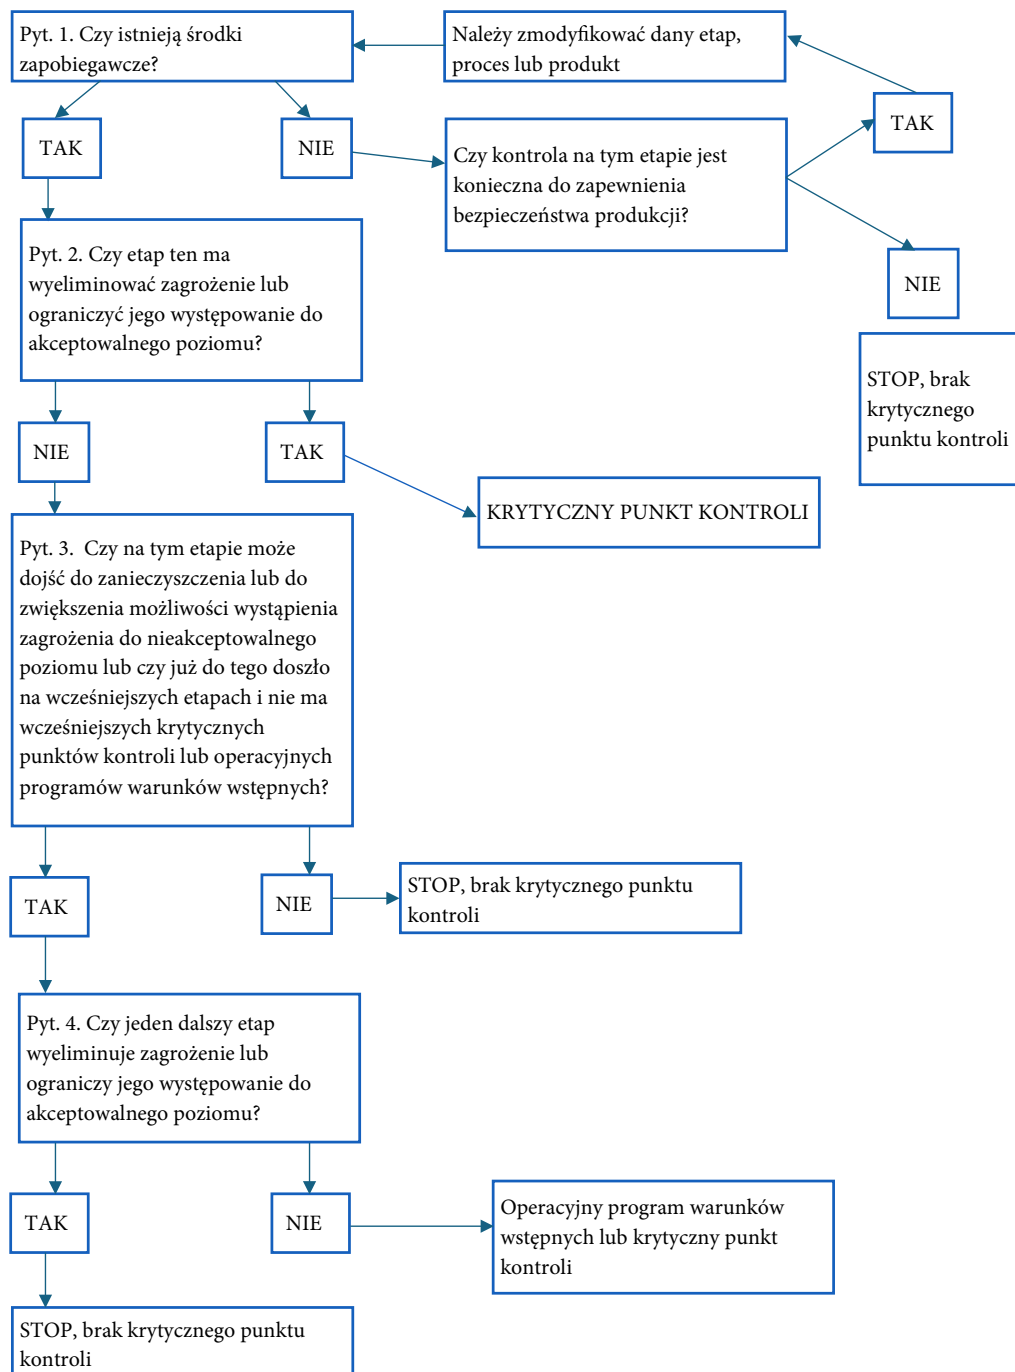 Pyt. 1. Czy istnieją środki
zapobiegawcze?
Należy zmodyfikować dany etap,
proces lub produkt
TAK
NIE
Czy kontrola na tym etapie jest
konieczna do zapewnienia
bezpieczeństwa produkcji?
TAK
NIE
STOP, brak
krytycznego
punktu kontroli
Pyt. 2. Czy etap ten ma
wyeliminować zagrożenie lub
ograniczyć jego występowanie do
akceptowalnego poziomu?
NIE
TAK
KRYTYCZNY PUNKT KONTROLI
Pyt. 3.  Czy na tym etapie może
dojść do zanieczyszczenia lub do
zwiększenia możliwości wystąpienia
zagrożenia do nieakceptowalnego
poziomu lub czy już do tego doszło
na wcześniejszych etapach i nie ma
wcześniejszych krytycznych
punktów kontroli lub operacyjnych
programów warunków wstępnych?
TAK
NIE
STOP, brak krytycznego punktu
kontroli
Pyt. 4. Czy jeden dalszy etap
wyeliminuje zagrożenie lub
ograniczy jego występowanie do
akceptowalnego poziomu?
TAK
NIE
Operacyjny program warunków
wstępnych lub krytyczny punkt
kontroli
STOP, brak krytycznego punktu
kontroli